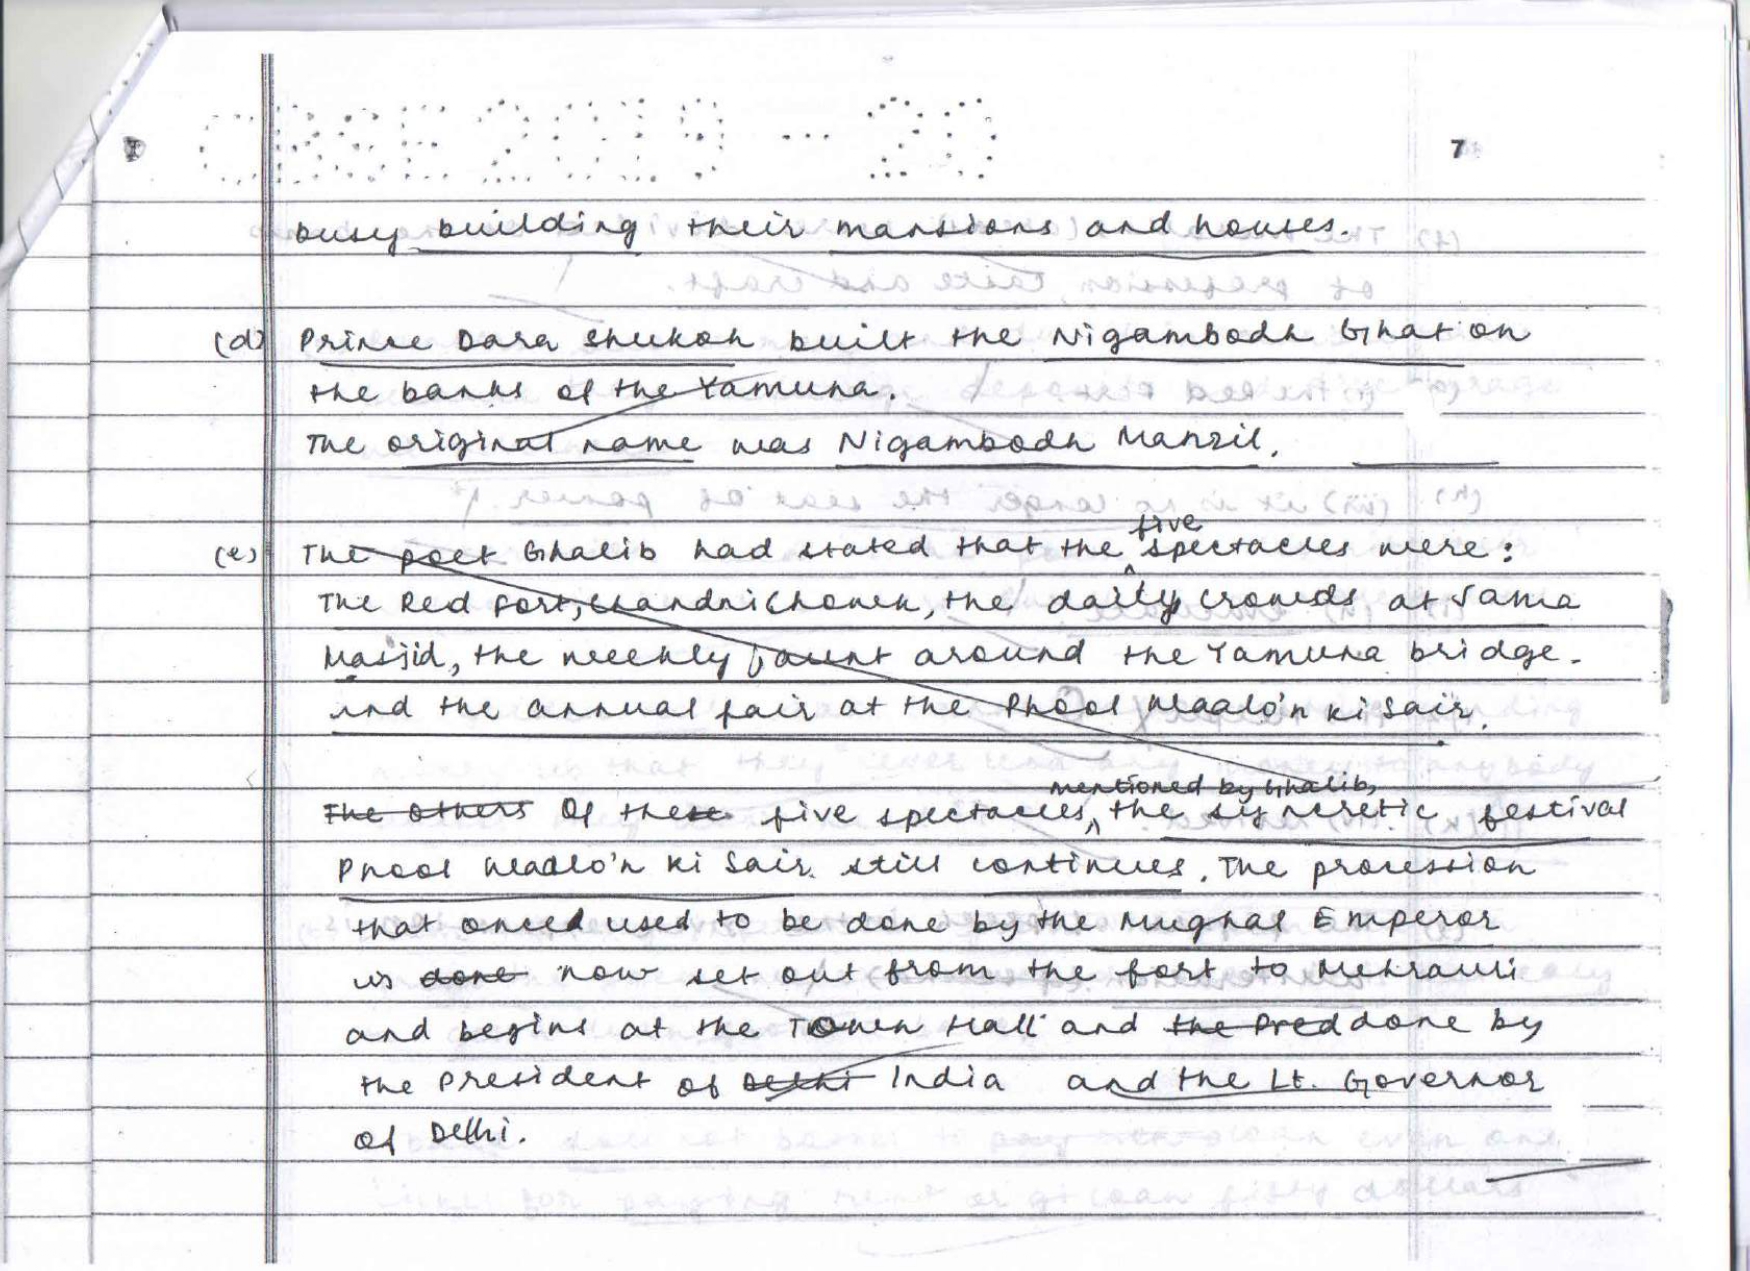 CBSE 2019 - 20
7
busy building their mansions and houses.
(d) Prince Dara Shukoh built the Nigambodh Ghat on
the banks of the Yamuna.
The original name was Nigambodh Manzil.
(e) The poet Ghalib had stated that the five spectacles were:
The Red Fort, Chandni Chowk, the daily crowds at Jama
Masjid, the weekly jaunt around the Yamuna bridge.
and the annual fair at the Phool Waalo'n ki Sair.
The others Of these five spectacles mentioned by Ghalib, the syncretic festival
Phool Waalo'n ki Sair still continues. The procession
that once used to be done by the Mughal Emperor
is done now set out from the fort to Mehrauli
and begins at the Town Hall and the Pred done by
the President of Delhi India and the Lt. Governor
of Delhi.